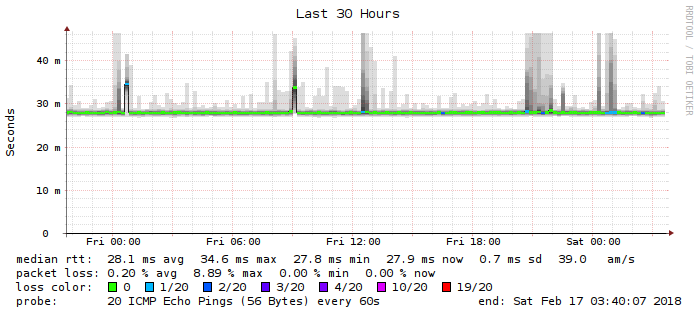 Last 30 Hours
RRDTOOL / TOBI OETIKER
Seconds
40 m
30 m
20 m
10 m
0
Fri 00:00 Fri 06:00 Fri 12:00 Fri 18:00 Sat 00:00
median rtt: 28.1 ms avg 34.6 ms max 27.8 ms min 27.9 ms now 0.7 ms sd 39.0 am/s
packet loss: 0.20 % avg 8.89 % max 0.00 % min 0.00 % now
loss color: 0 1/20 2/20 3/20 4/20 10/20 19/20
probe: 20 ICMP Echo Pings (56 Bytes) every 60s end: Sat Feb 17 03:40:07 2018